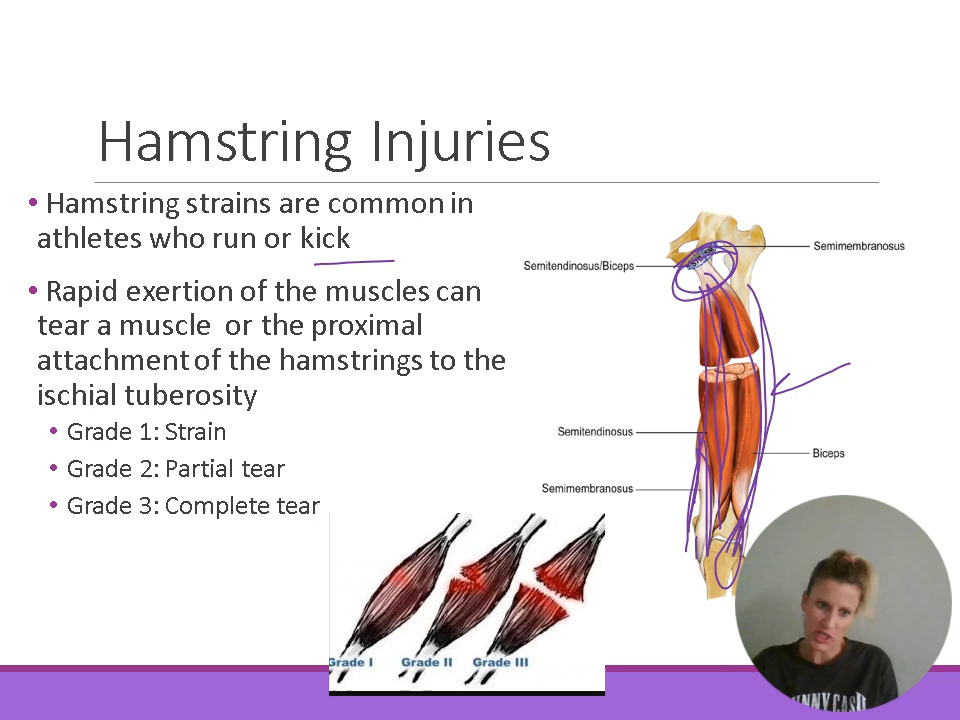 Hamstring Injuries
• Hamstring strains are common in
athletes who run or kick
• Rapid exertion of the muscles can
tear a muscle or the proximal
attachment of the hamstrings to the
ischial tuberosity
• Grade 1: Strain
• Grade 2: Partial tear
• Grade 3: Complete tear
Semimembranosus
Semitendinosus/Biceps
Semitendinosus
Biceps
Semimembranosus
Grade I Grade II Grade III